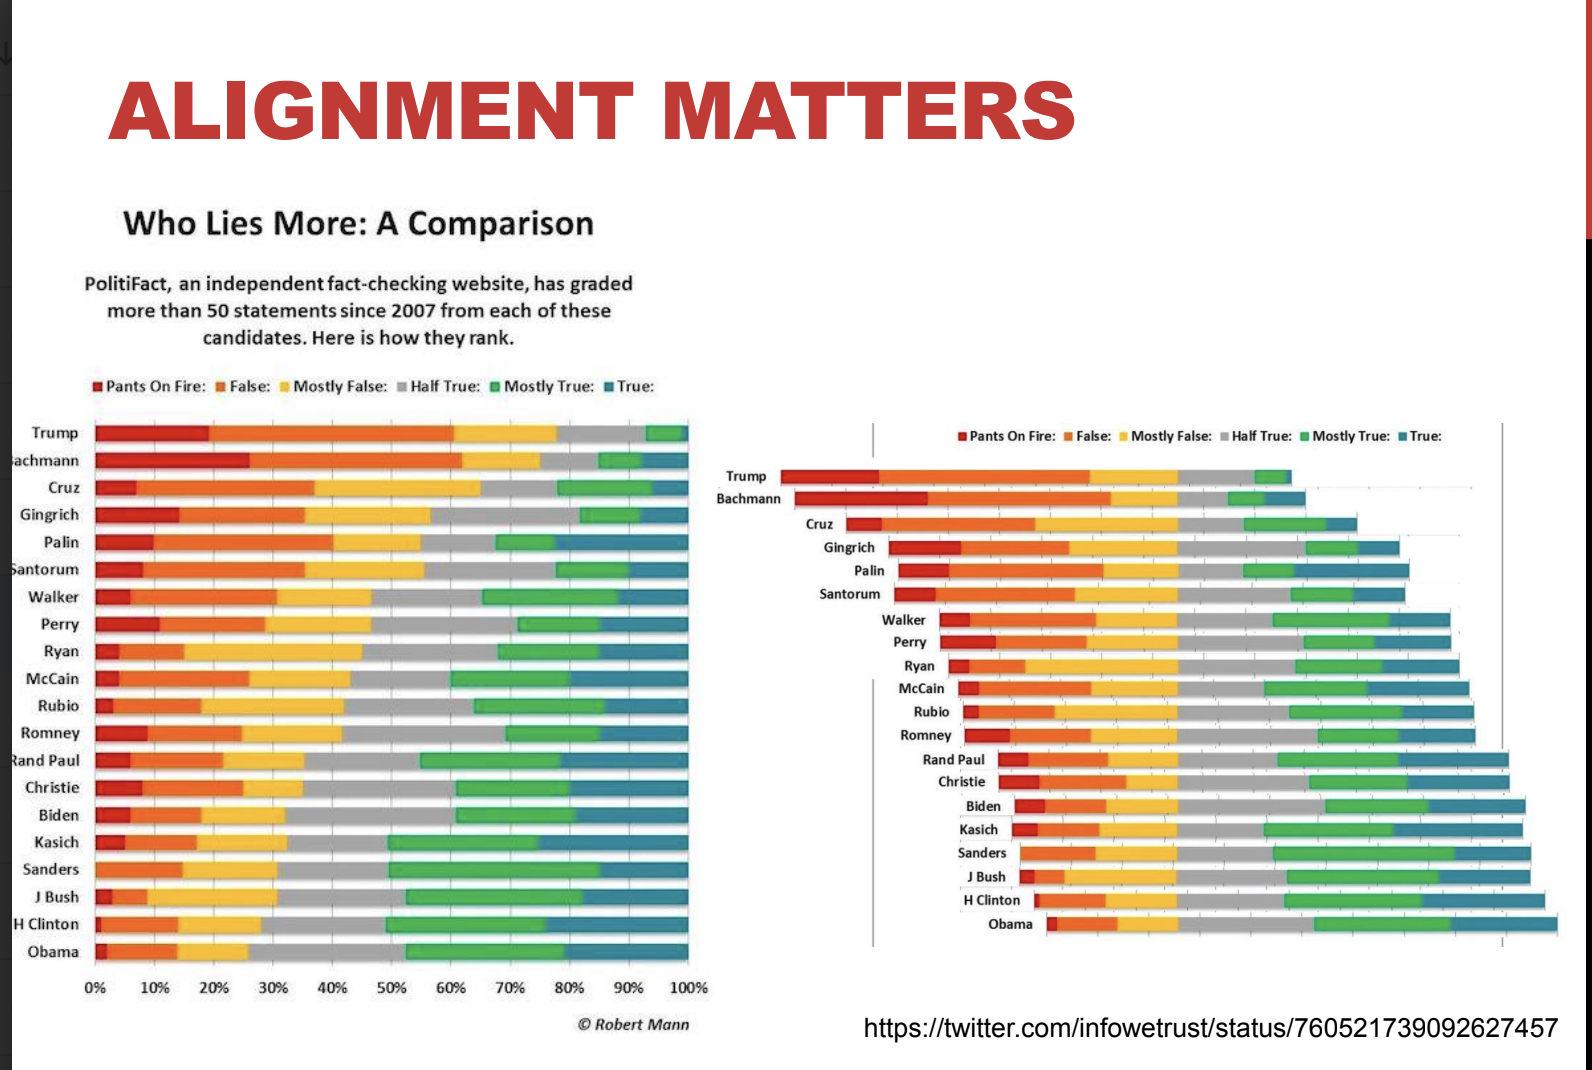 ALIGNMENT MATTERS
Who Lies More: A Comparison
PolitiFact, an independent fact-checking website, has graded
more than 50 statements since 2007 from each of these
candidates. Here is how they rank.
Pants On Fire: False: Mostly False: Half True: Mostly True: True:
Trump
Bachmann
Cruz
Gingrich
Palin
Santorum
Walker
Perry
Ryan
McCain
Rubio
Romney
Rand Paul
Christie
Biden
Kasich
Sanders
J Bush
H Clinton
Obama
0% 10% 20% 30% 40% 50% 60% 70% 80% 90% 100%
© Robert Mann
Pants On Fire: False: Mostly False: Half True: Mostly True: True:
Trump
Bachmann
Cruz
Gingrich
Palin
Santorum
Walker
Perry
Ryan
McCain
Rubio
Romney
Rand Paul
Christie
Biden
Kasich
Sanders
J Bush
H Clinton
Obama
https://twitter.com/infowetrust/status/760521739092627457